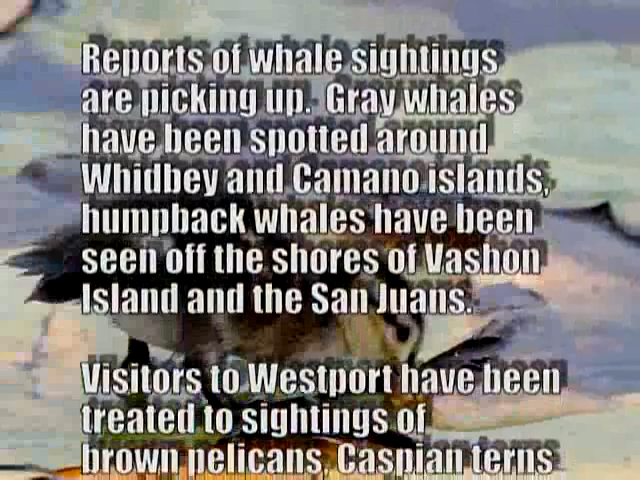 Reports of whale sightings
are picking up. Gray whales
have been spotted around
Whidbey and Camano islands,
humpback whales have been
seen off the shores of Vashon
Island and the San Juans.
Visitors to Westport have been
treated to sightings of
brown pelicans, Caspian terns